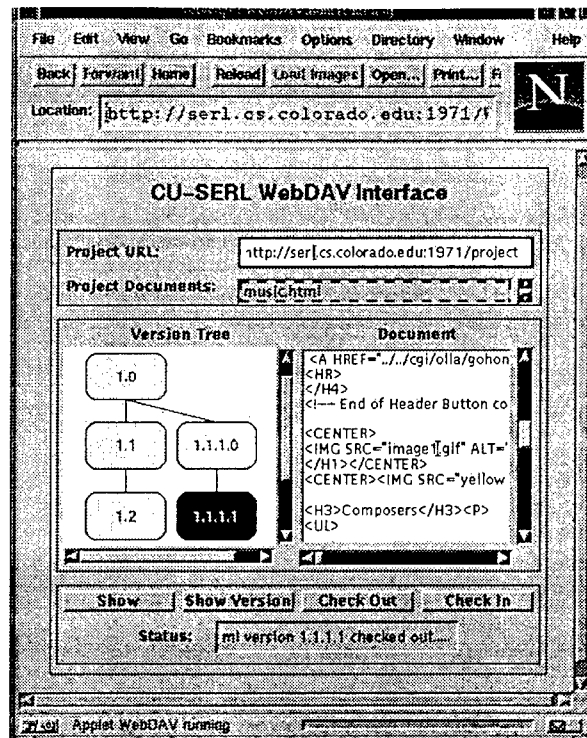 File Edit View Go Bookmarks Options Directory Window Help
Back Forward Home Reload Load Images Open... Print... Fi
N
Location: http://serl.cs.colorado.edu:1971/
CU-SERL WebDAV Interface
Project URL: http://serl.cs.colorado.edu:1971/project
Project Documents: music.html
Version Tree Document
1.0
1.1 1.1.1.0
1.2 1.1.1.1
<A HREF="../../cgi/olla/gohon
<HR>
</H4>
<!-- End of Header Button co
<CENTER>
<IMG SRC="image1.gif" ALT="
</H1></CENTER>
<CENTER><IMG SRC="yellow
<H3>Composers</H3><P>
<UL>
Show Show Version Check Out Check In
Status: ml version 1.1.1.1 checked out....
Applet WebDAV running